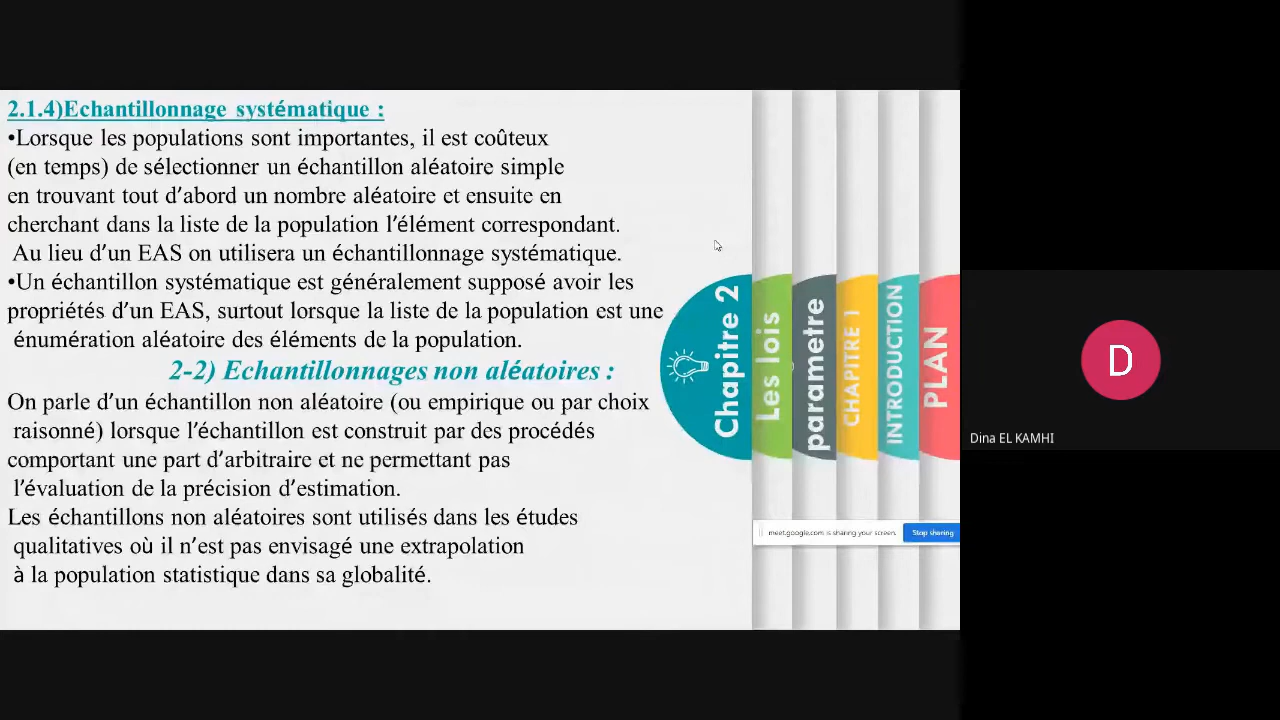 2.1.4)Echantillonnage systématique :
•Lorsque les populations sont importantes, il est coûteux
(en temps) de sélectionner un échantillon aléatoire simple
en trouvant tout d’abord un nombre aléatoire et ensuite en
cherchant dans la liste de la population l’élément correspondant.
Au lieu d’un EAS on utilisera un échantillonnage systématique.
•Un échantillon systématique est généralement supposé avoir les
propriétés d’un EAS, surtout lorsque la liste de la population est une
énumération aléatoire des éléments de la population.
2-2) Echantillonnages non aléatoires :
On parle d’un échantillon non aléatoire (ou empirique ou par choix
raisonné) lorsque l’échantillon est construit par des procédés
comportant une part d’arbitraire et ne permettant pas
l’évaluation de la précision d’estimation.
Les échantillons non aléatoires sont utilisés dans les études
qualitatives où il n’est pas envisagé une extrapolation
à la population statistique dans sa globalité.
Chapitre 2
Les lois
parametre
CHAPITRE 1
INTRODUCTION
PLAN
meet.google.com is sharing your screen.
Stop sharing
D
Dina EL KAMHI